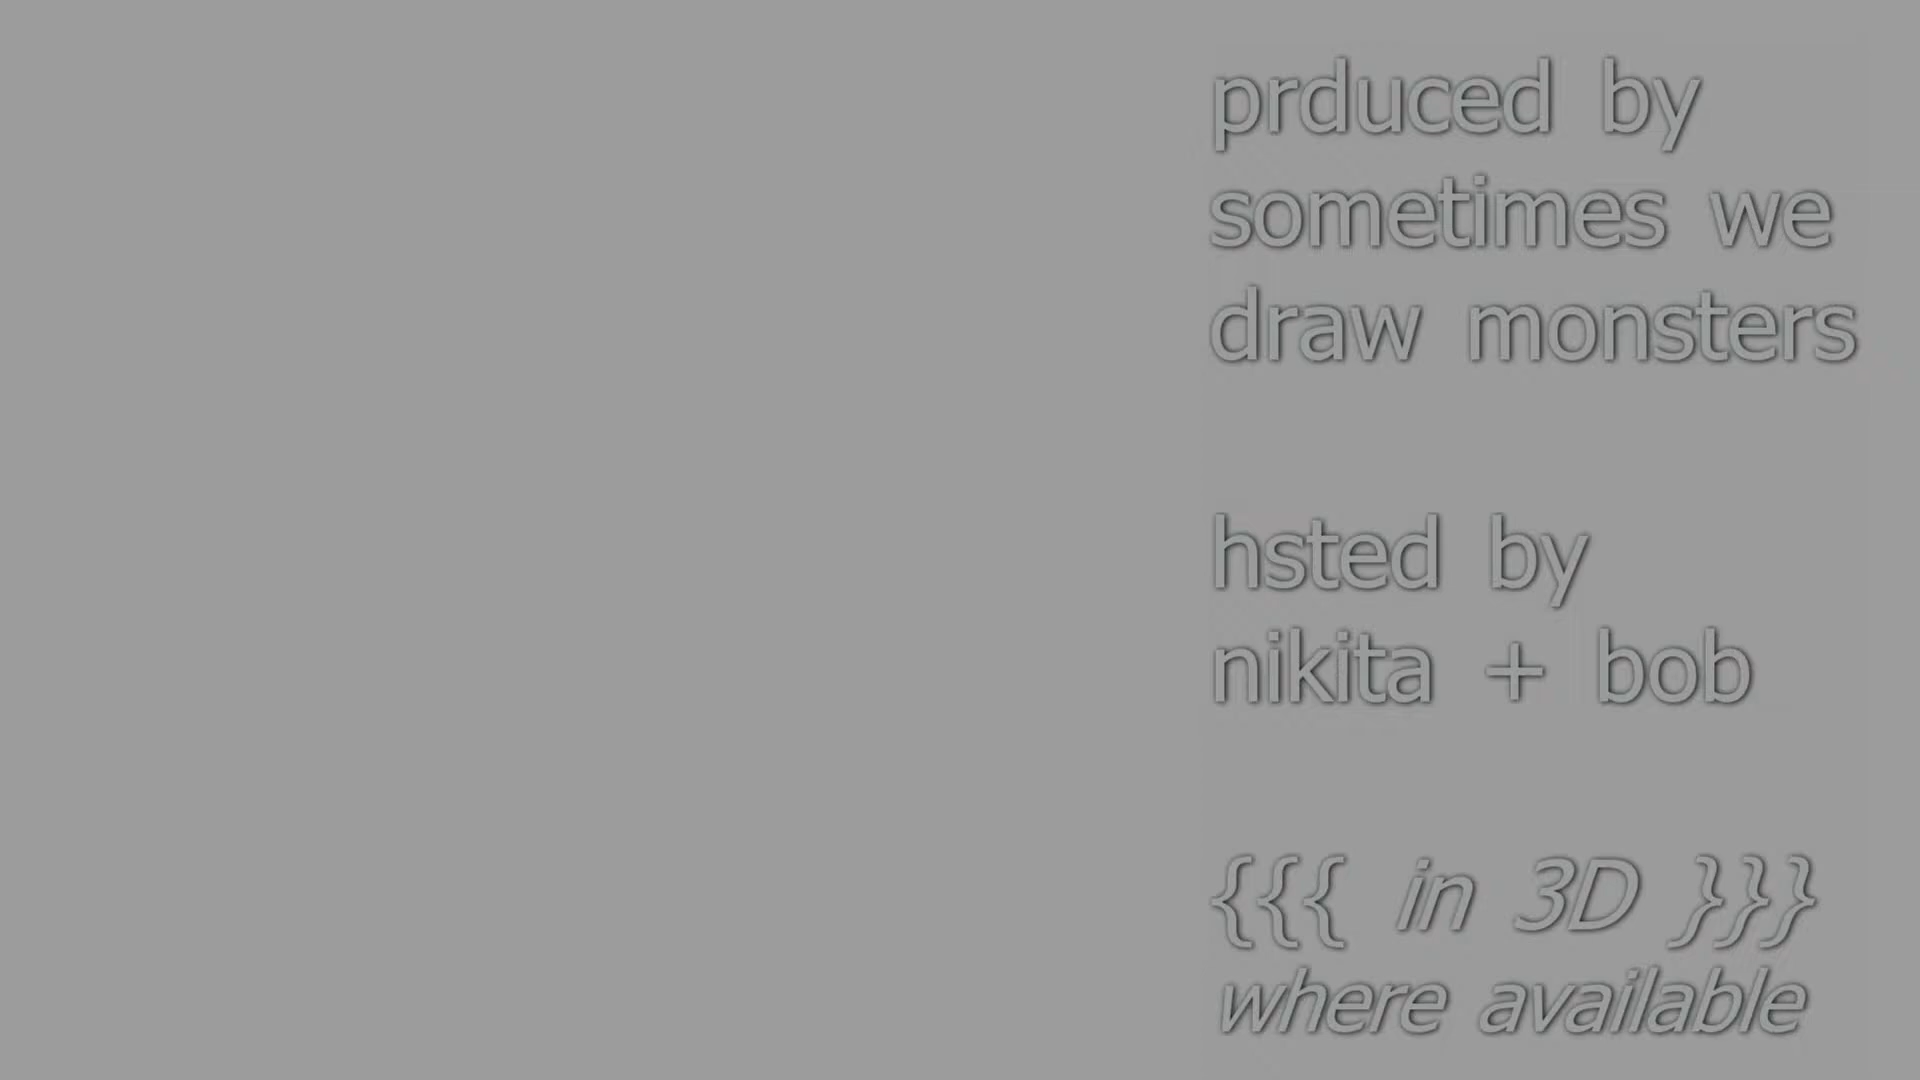 prduced by
sometimes we
draw monsters
hsted by
nikita + bob
{{{ in 3D }}}
where available